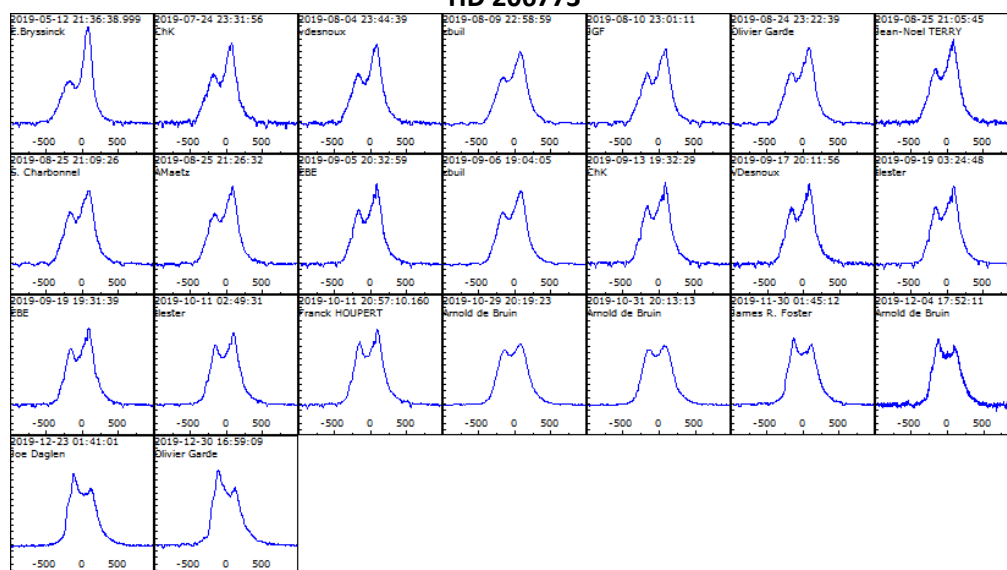 HD
2019-05-12 21:36:38.999 2019-07-24 23:31:56 2019-08-04 23:44:39 2019-08-09 22:58:59 2019-08-10 23:01:11 2019-08-24 23:22:39 2019-08-25 21:05:45
E.Bryssinck ChK vdesnoux cbuil JGF Olivier Garde Jean-Noel TERRY
-500 0 500 -500 0 500 -500 0 500 -500 0 500 -500 0 500 -500 0 500 -500 0 500
2019-08-25 21:09:26 2019-08-25 21:26:32 2019-09-05 20:32:59 2019-09-06 19:04:05 2019-09-13 19:32:29 2019-09-17 20:11:56 2019-09-19 03:24:48
S. Charbonnel AMaetz EBE cbuil ChK VDesnoux
-500 0 500 -500 0 500 -500 0 500 -500 0 500 -500 0 500 -500 0 500 -500 0 500
2019-09-19 19:31:39 2019-10-11 02:49:31 2019-10-11 20:57:10.160 2019-10-29 20:19:23 2019-10-31 20:13:13 2019-11-30 01:45:12 2019-12-04 17:52:11
EBE Franck HOUPERT Arnold de Bruin Arnold de Bruin James R. Foster Arnold de Bruin
-500 0 500 -500 0 500 -500 0 500 -500 0 500 -500 0 500 -500 0 500 -500 0 500
2019-12-23 01:41:01 2019-12-30 16:59:09
Joe Daglen Olivier Garde
-500 0 500 -500 0 500